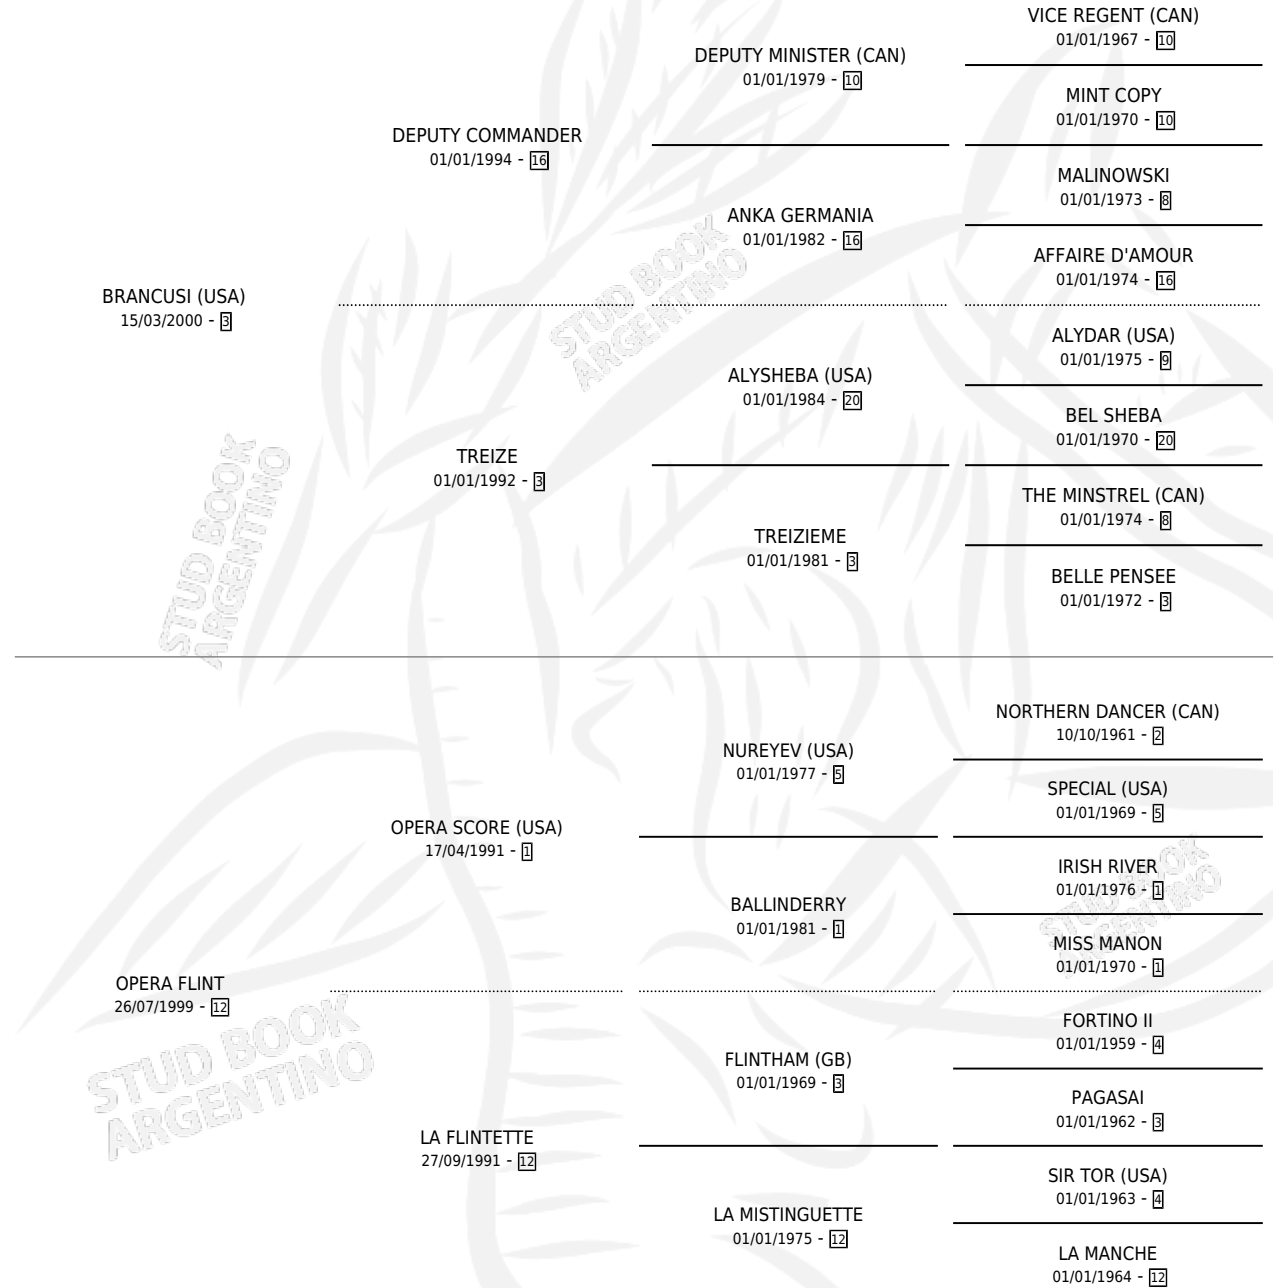 VICE REGENT (CAN)
01/01/1967 - 10
DEPUTY MINISTER (CAN)
01/01/1979 - 10
MINT COPY
01/01/1970 - 10
DEPUTY COMMANDER
01/01/1994 - 16
MALINOWSKI
01/01/1973 - 8
ANKA GERMANIA
01/01/1982 - 16
AFFAIRE D'AMOUR
01/01/1974 - 16
BRANCUSI (USA)
15/03/2000 - 3
STUD BOOK
ARGENTINO
ALYDAR (USA)
01/01/1975 - 9
ALYSHEBA (USA)
01/01/1984 - 20
BEL SHEBA
01/01/1970 - 20
TREIZE
01/01/1992 - 3
THE MINSTREL (CAN)
01/01/1974 - 8
TREIZIEME
01/01/1981 - 3
BELLE PENSEE
01/01/1972 - 3
STUD BOOK
ARGENTINO
NORTHERN DANCER (CAN)
10/10/1961 - 2
NUREYEV (USA)
01/01/1977 - 5
SPECIAL (USA)
01/01/1969 - 5
OPERA SCORE (USA)
17/04/1991 - 1
IRISH RIVER
01/01/1976 - 1
BALLINDERRY
01/01/1981 - 1
MISS MANON
01/01/1970 - 1
STUD BOOK
ARGENTINO
OPERA FLINT
26/07/1999 - 12
FORTINO II
01/01/1959 - 4
FLINTHAM (GB)
01/01/1969 - 3
PAGASAI
01/01/1962 - 3
STUD BOOK
ARGENTINO
LA FLINTETTE
27/09/1991 - 12
SIR TOR (USA)
01/01/1963 - 4
LA MISTINGUETTE
01/01/1975 - 12
LA MANCHE
01/01/1964 - 12